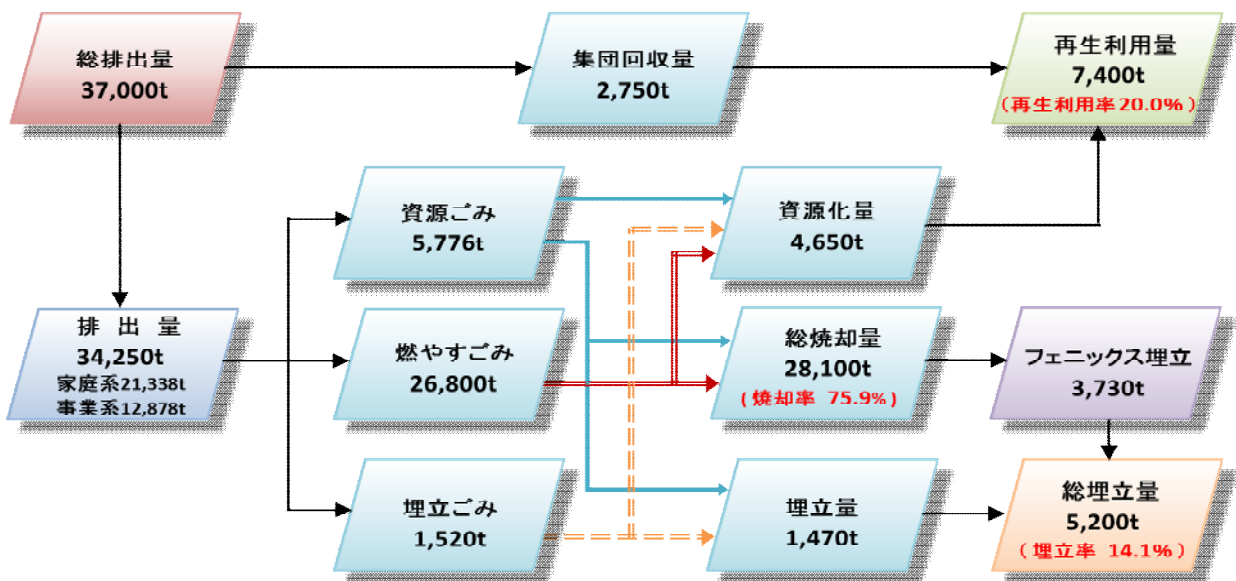 総排出量
37,000t
集団回収量
2,750t
再生利用量
7,400t
(再生利用率20.0%)
資源ごみ
5,776t
資源化量
4,650t
排 出 量
34,250t
家庭系21,338t
事業系12,878t
燃やすごみ
26,800t
総焼却量
28,100t
(焼却率 75.9%)
フェニックス埋立
3,730t
埋立ごみ
1,520t
埋立量
1,470t
総埋立量
5,200t
(埋立率 14.1%)